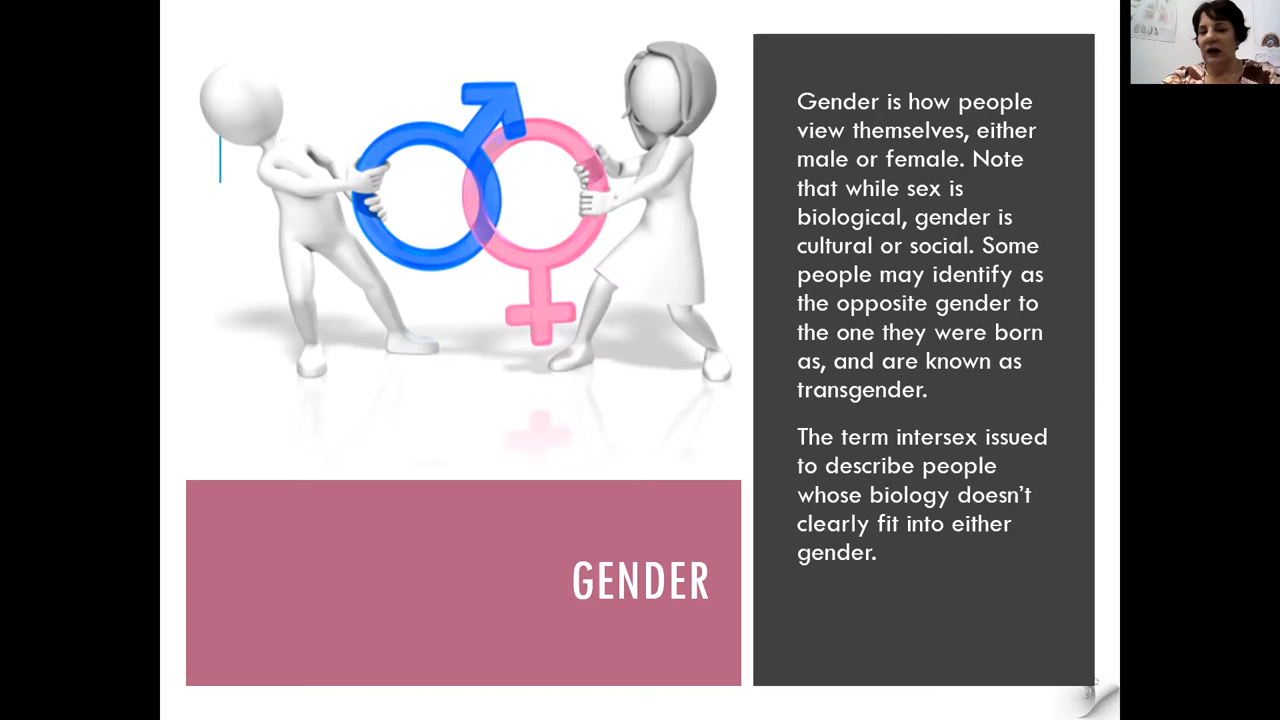 Gender is how people
view themselves, either
male or female. Note
that while sex is
biological, gender is
cultural or social. Some
people may identify as
the opposite gender to
the one they were born
as, and are known as
transgender.
The term intersex issued
to describe people
whose biology doesn't
clearly fit into either
gender.
GENDER